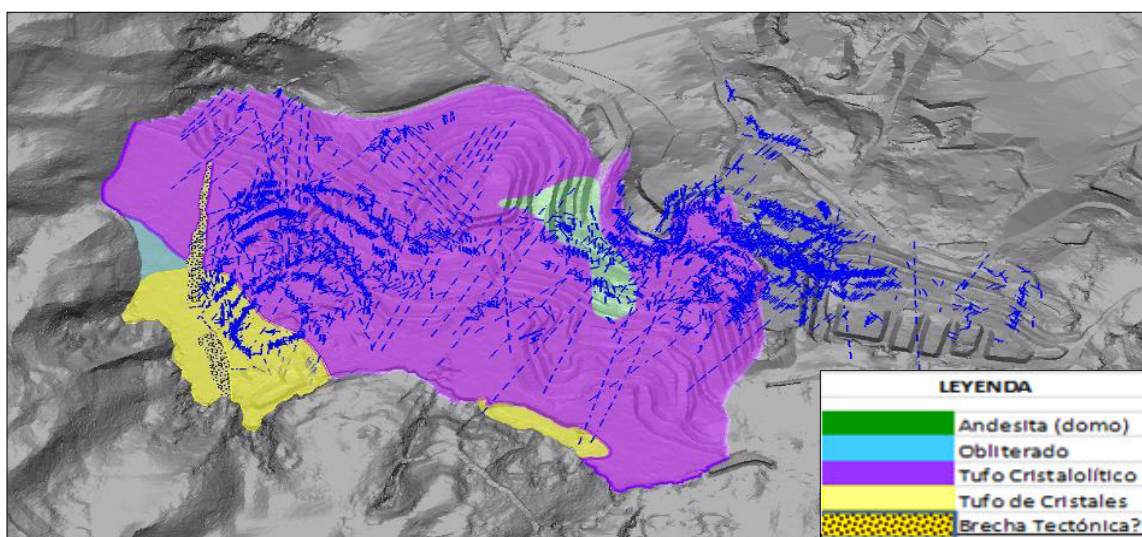 LEYENDA
Andesita (domo)
Obliterado
Tufo Cristalolítico
Tufo de Cristales
Brecha Tectónica?